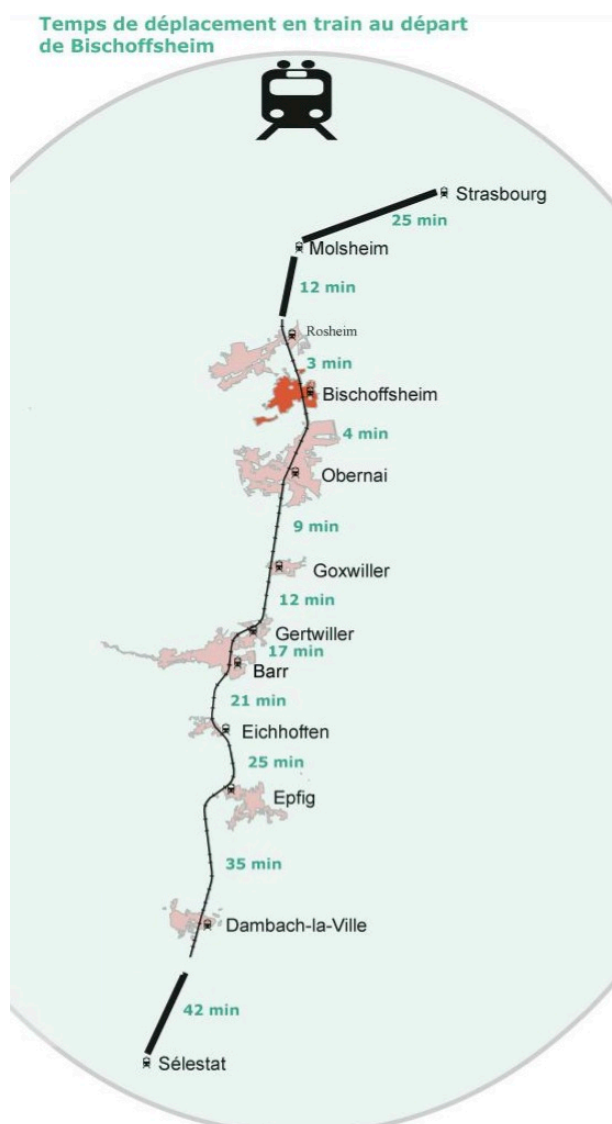 Temps de déplacement en train au départ
de Bischoffsheim
Strasbourg
25 min
Molsheim
12 min
Rosheim
3 min
Bischoffsheim
4 min
Obernai
9 min
Goxwiller
12 min
Gertwiller
17 min
Barr
21 min
Eichhoffen
25 min
Epfig
35 min
Dambach-la-Ville
42 min
Sélestat